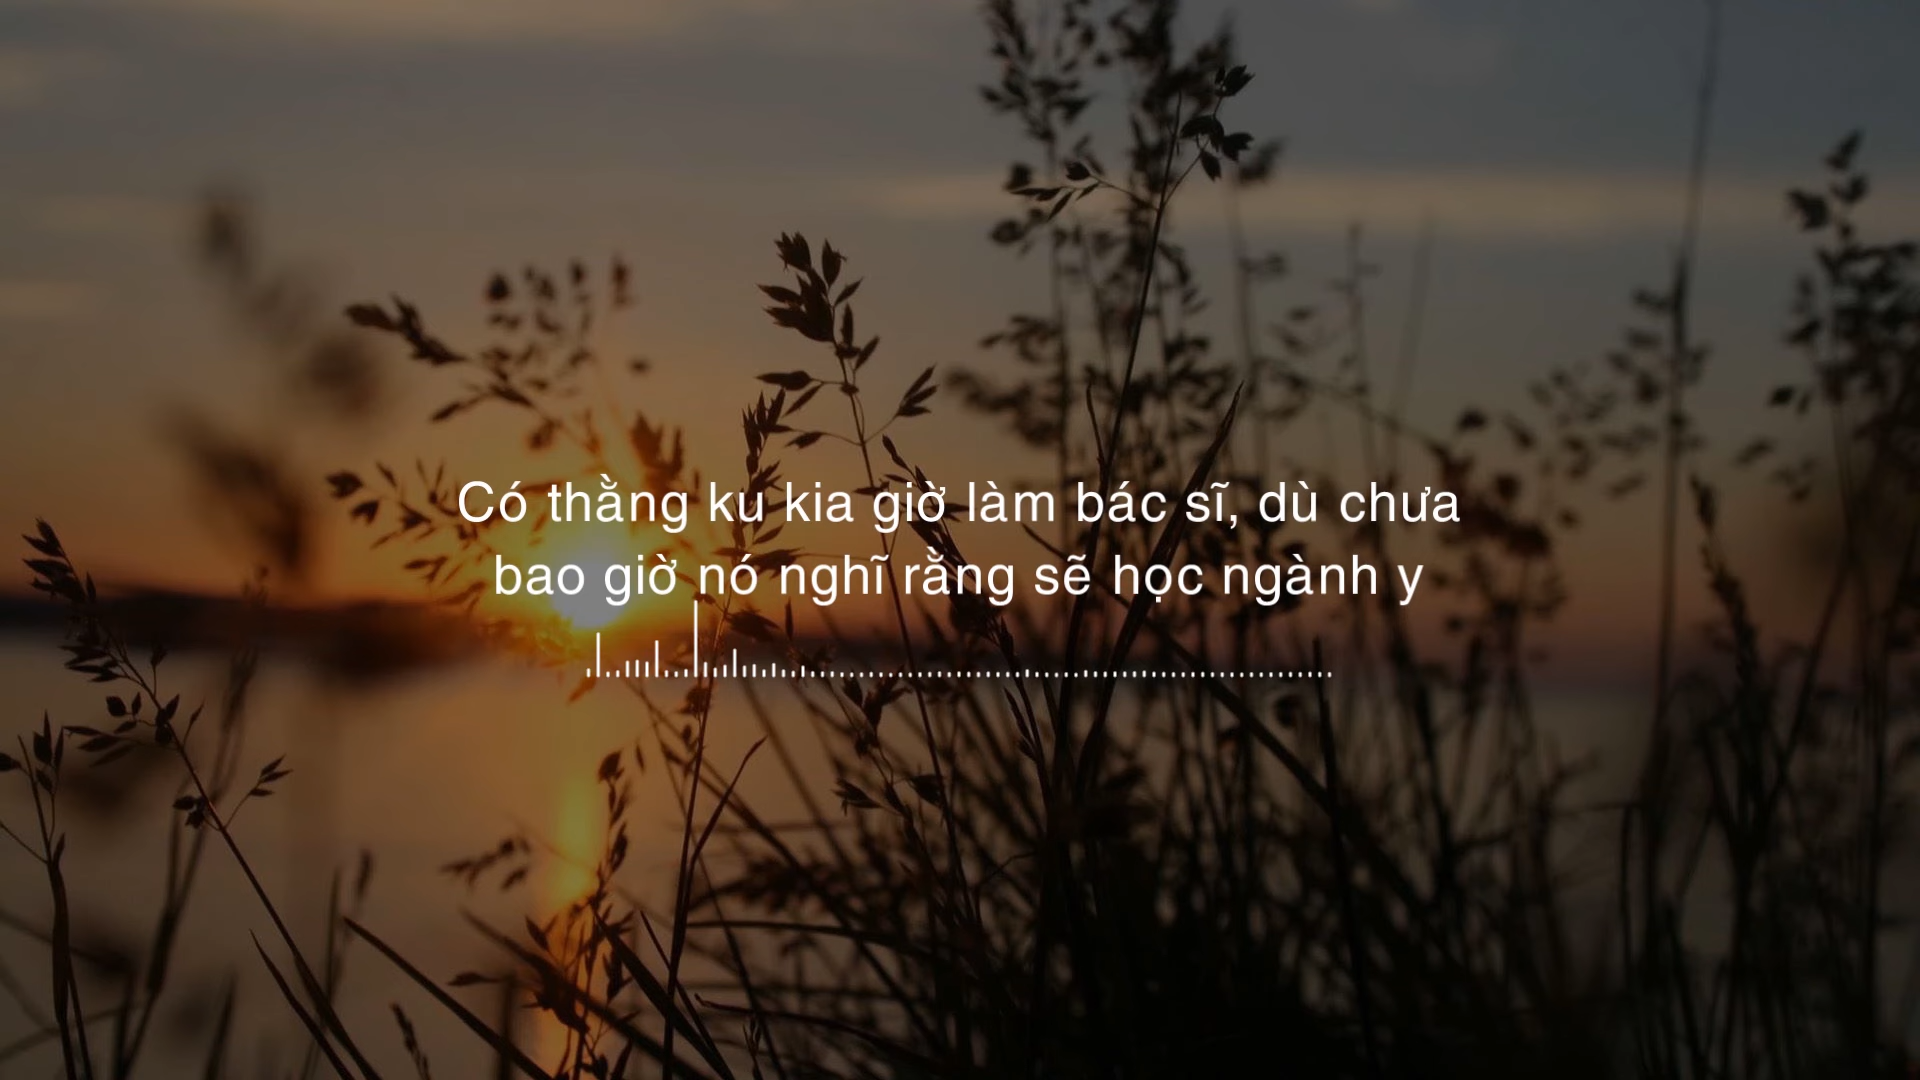 Có thằng ku kia giờ làm bác sĩ, dù chưa
bao giờ nó nghĩ rằng sẽ học ngành y